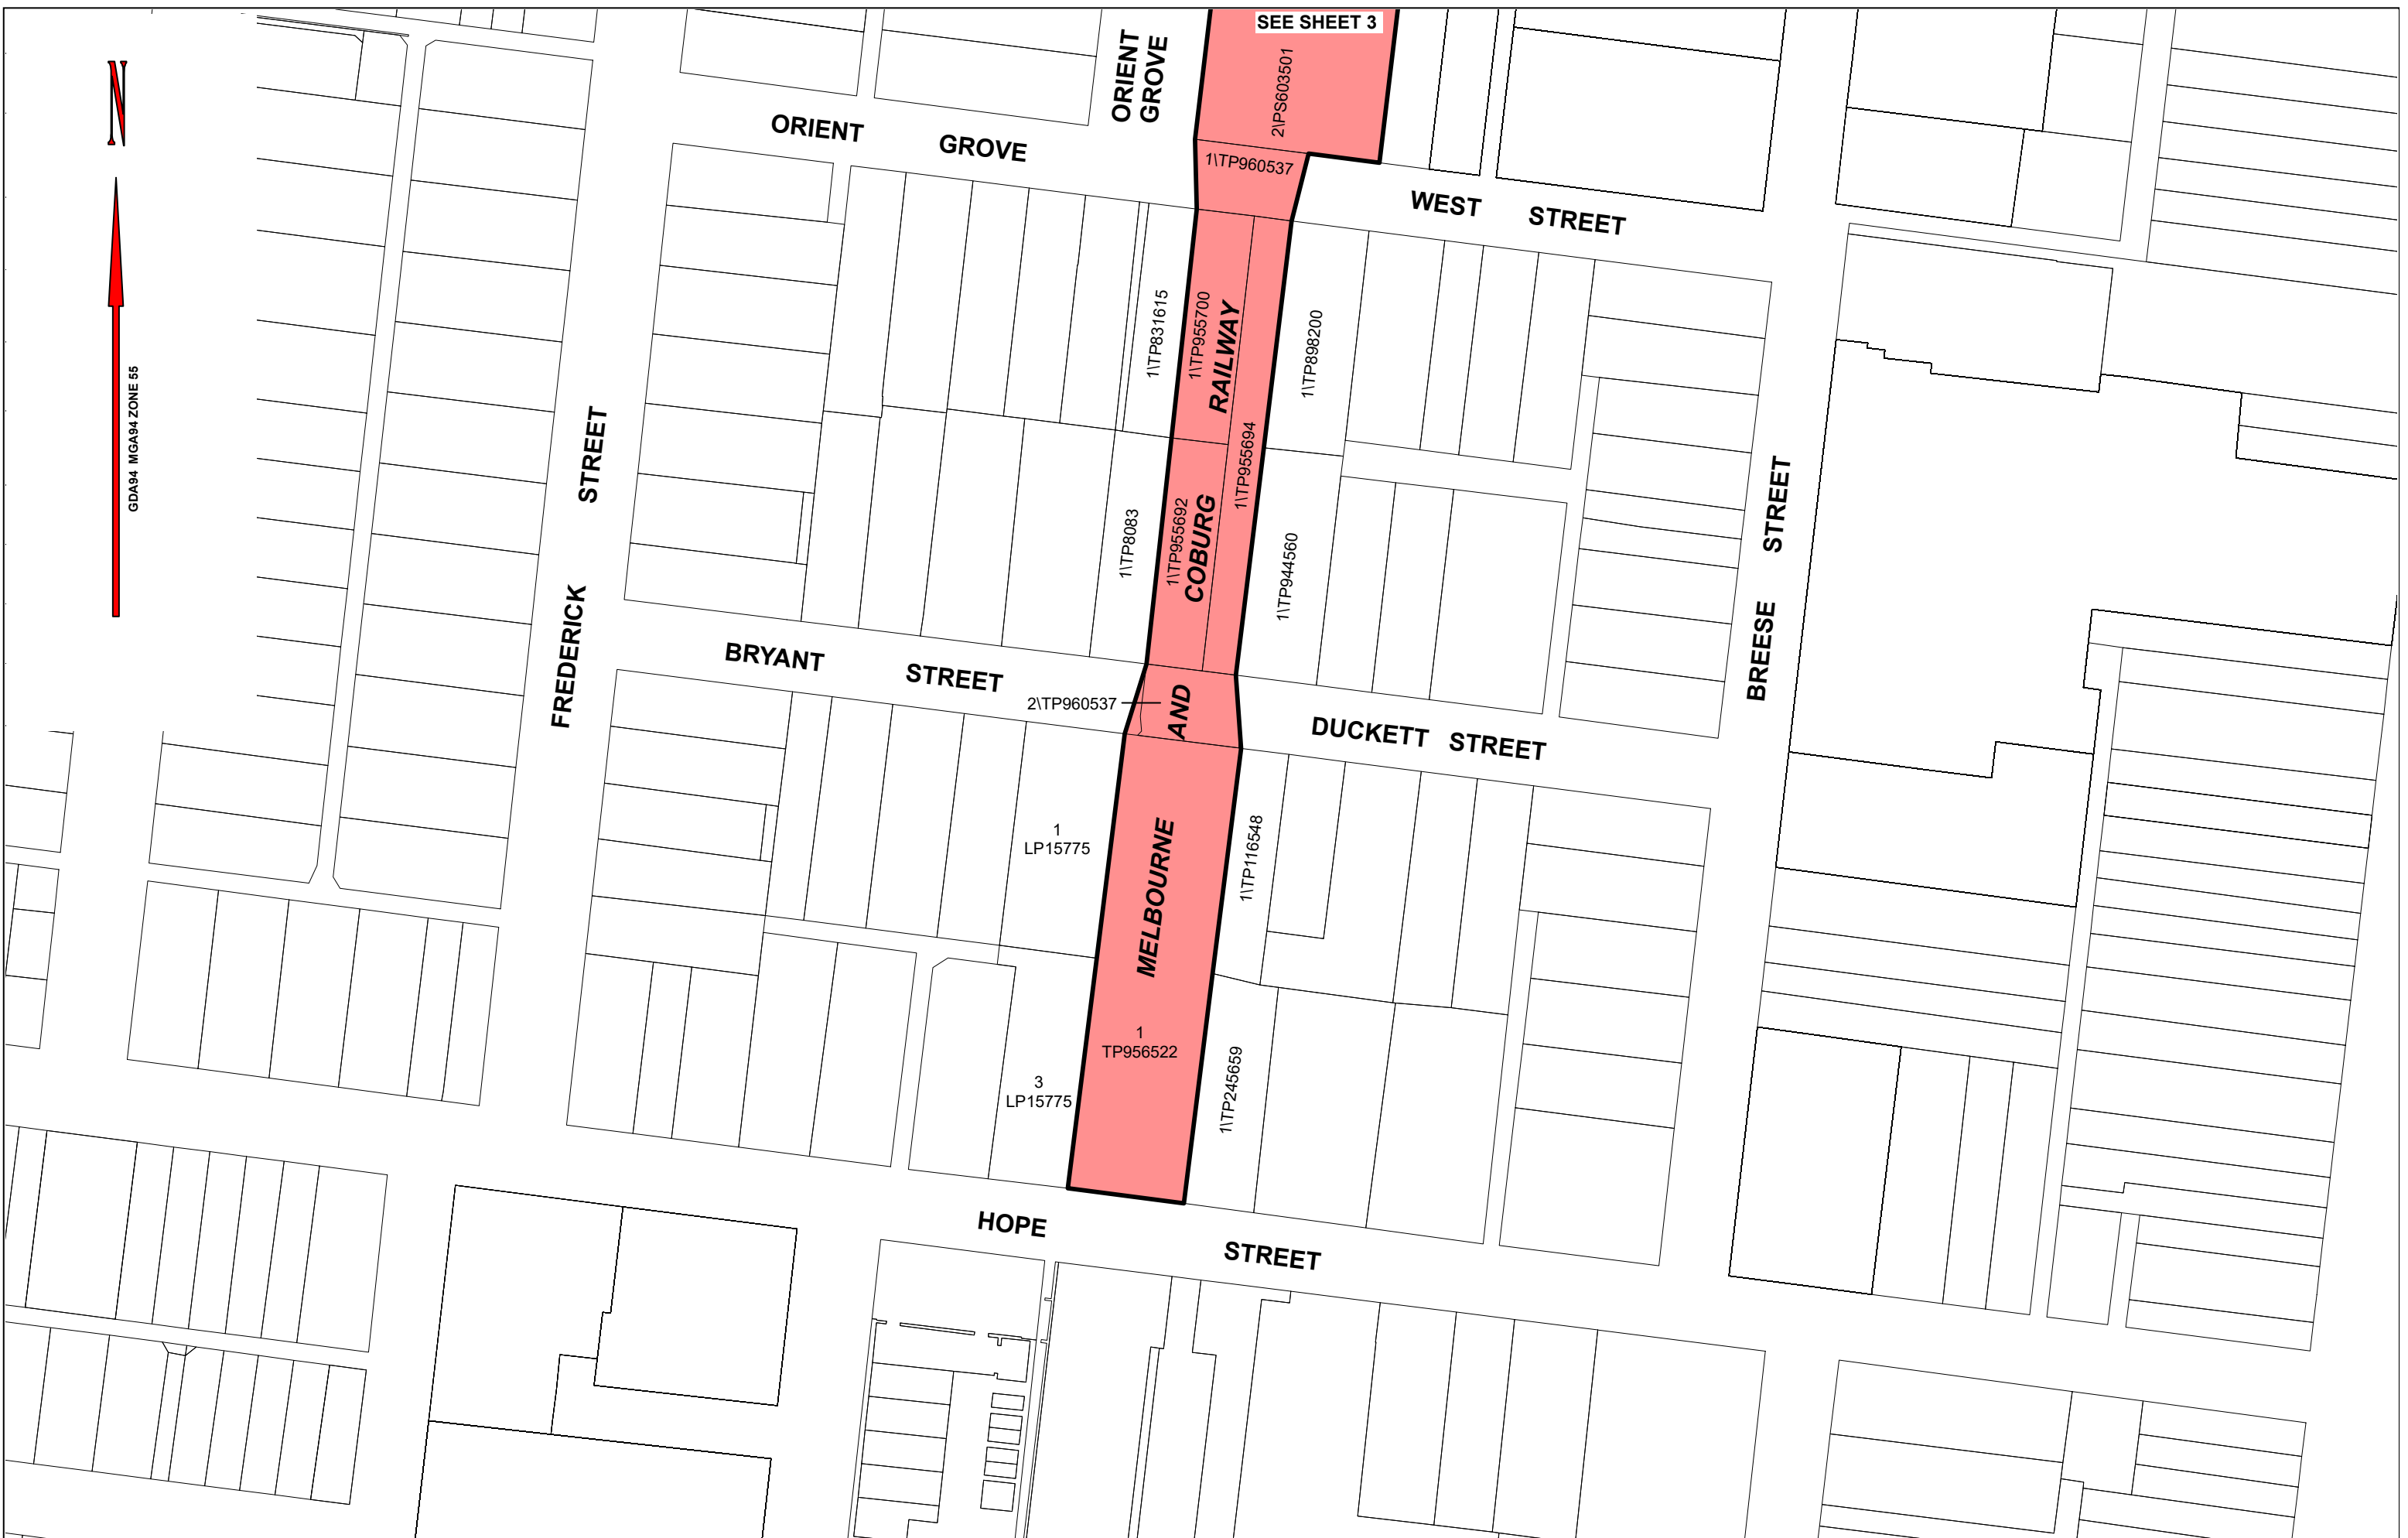 SEE SHEET 3
N
GDA94 MGA94 ZONE 55
ORIENT
GROVE
2\PS603501
ORIENT GROVE
1\TP960537
WEST STREET
1\TP831615
1\TP955700
RAILWAY
1\TP898200
1\TP955694
FREDERICK STREET
BREESE STREET
1\TP8083
1\TP955692
COBURG
1\TP944560
BRYANT STREET
2\TP960537
AND
DUCKETT STREET
1
LP15775
MELBOURNE
1\TP116548
1
TP956522
3
LP15775
1\TP245659
HOPE STREET